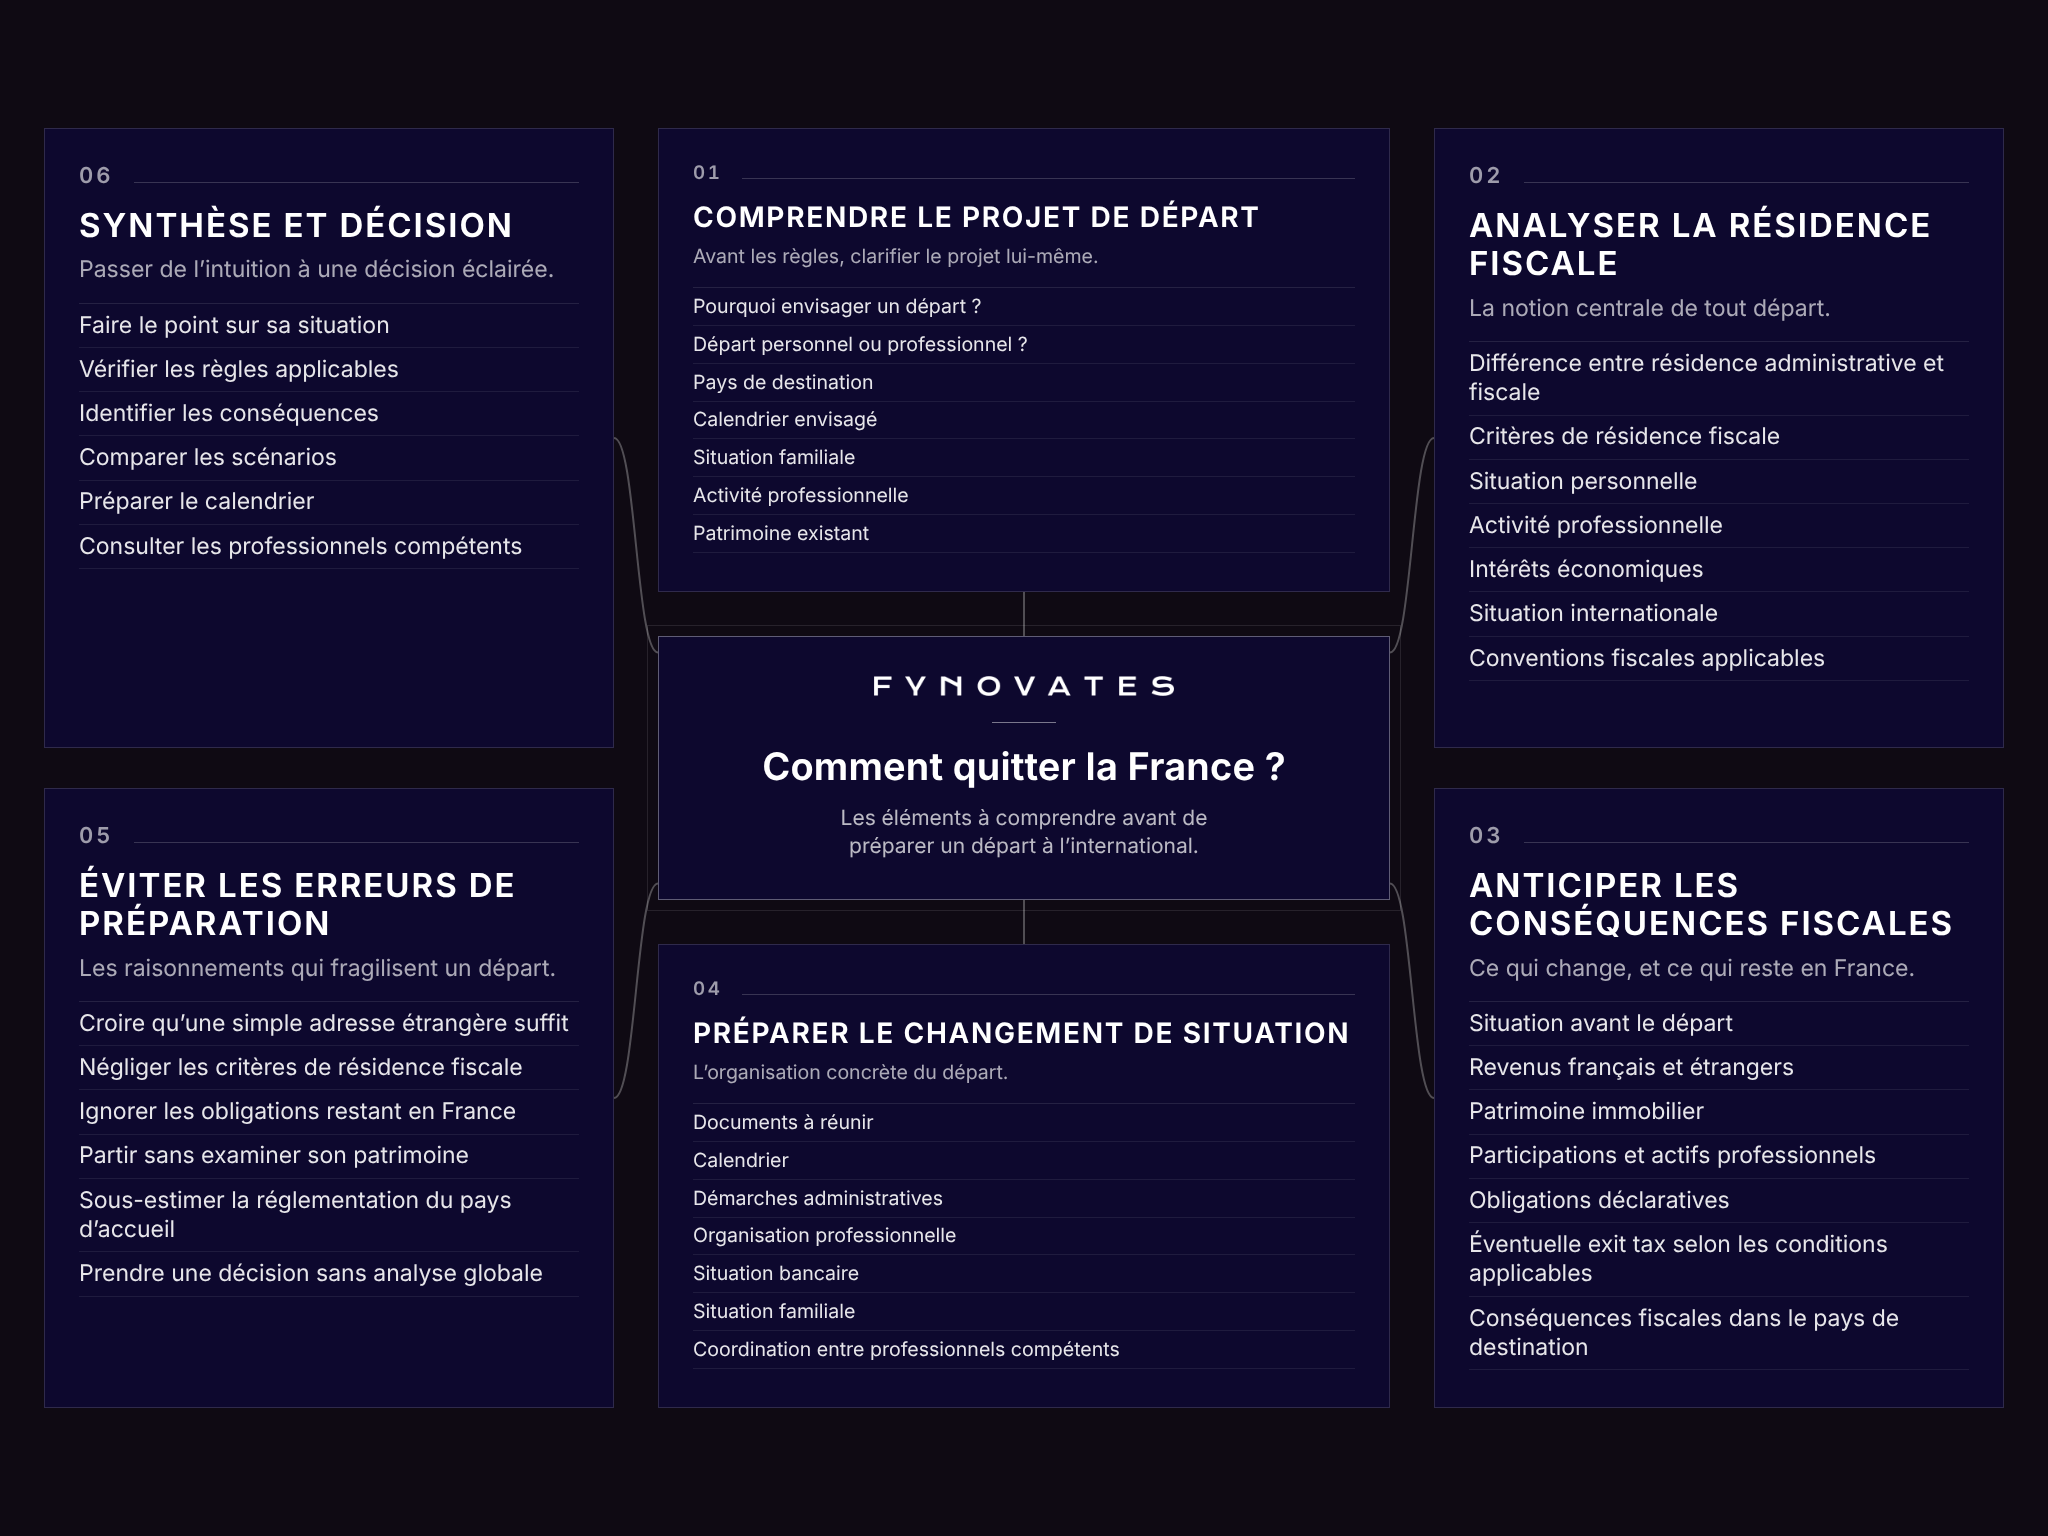 FYNOVATES
Comment quitter la France ?
Les éléments à comprendre avant de
préparer un départ à l’international.
01
COMPRENDRE LE PROJET DE DÉPART
Avant les règles, clarifier le projet lui-même.
Pourquoi envisager un départ ?
Départ personnel ou professionnel ?
Pays de destination
Calendrier envisagé
Situation familiale
Activité professionnelle
Patrimoine existant
02
ANALYSER LA RÉSIDENCE
FISCALE
La notion centrale de tout départ.
Différence entre résidence administrative et
fiscale
Critères de résidence fiscale
Situation personnelle
Activité professionnelle
Intérêts économiques
Situation internationale
Conventions fiscales applicables
03
ANTICIPER LES
CONSÉQUENCES FISCALES
Ce qui change, et ce qui reste en France.
Situation avant le départ
Revenus français et étrangers
Patrimoine immobilier
Participations et actifs professionnels
Obligations déclaratives
Éventuelle exit tax selon les conditions
applicables
Conséquences fiscales dans le pays de
destination
04
PRÉPARER LE CHANGEMENT DE SITUATION
L’organisation concrète du départ.
Documents à réunir
Calendrier
Démarches administratives
Organisation professionnelle
Situation bancaire
Situation familiale
Coordination entre professionnels compétents
05
ÉVITER LES ERREURS DE
PRÉPARATION
Les raisonnements qui fragilisent un départ.
Croire qu’une simple adresse étrangère suffit
Négliger les critères de résidence fiscale
Ignorer les obligations restant en France
Partir sans examiner son patrimoine
Sous-estimer la réglementation du pays
d’accueil
Prendre une décision sans analyse globale
06
SYNTHÈSE ET DÉCISION
Passer de l’intuition à une décision éclairée.
Faire le point sur sa situation
Vérifier les règles applicables
Identifier les conséquences
Comparer les scénarios
Préparer le calendrier
Consulter les professionnels compétents